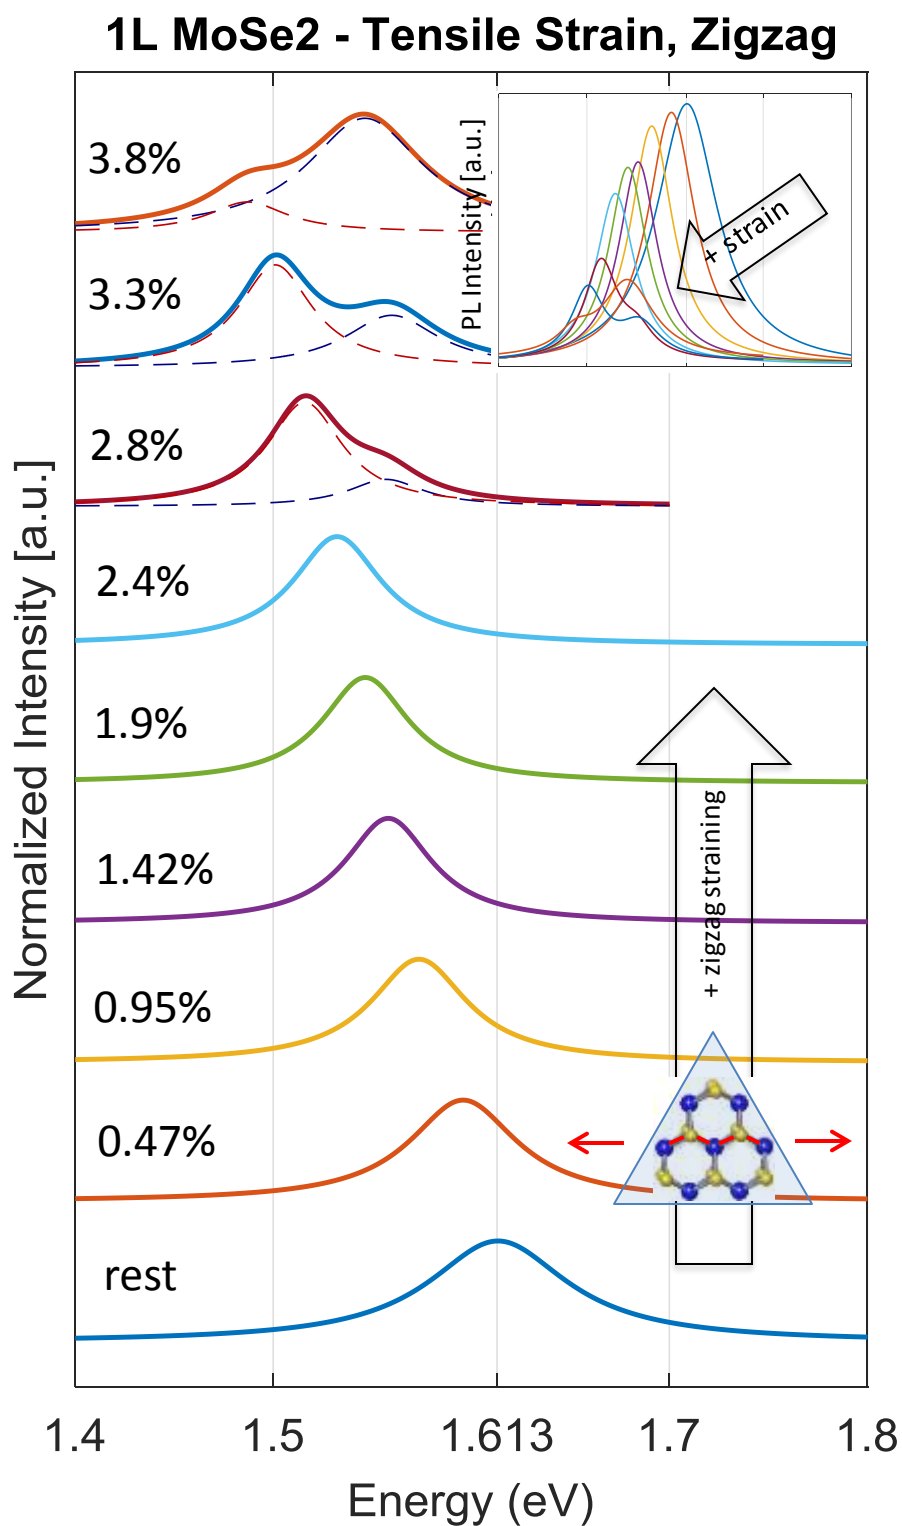 1L MoSe2 - Tensile Strain, Zigzag
3.8%
PL Intensity [a.u.]
+ strain
3.3%
2.8%
Normalized Intensity [a.u.]
2.4%
1.9%
+ zigzag straining
1.42%
0.95%
0.47%
rest
1.4 1.5 1.613 1.7 1.8
Energy (eV)